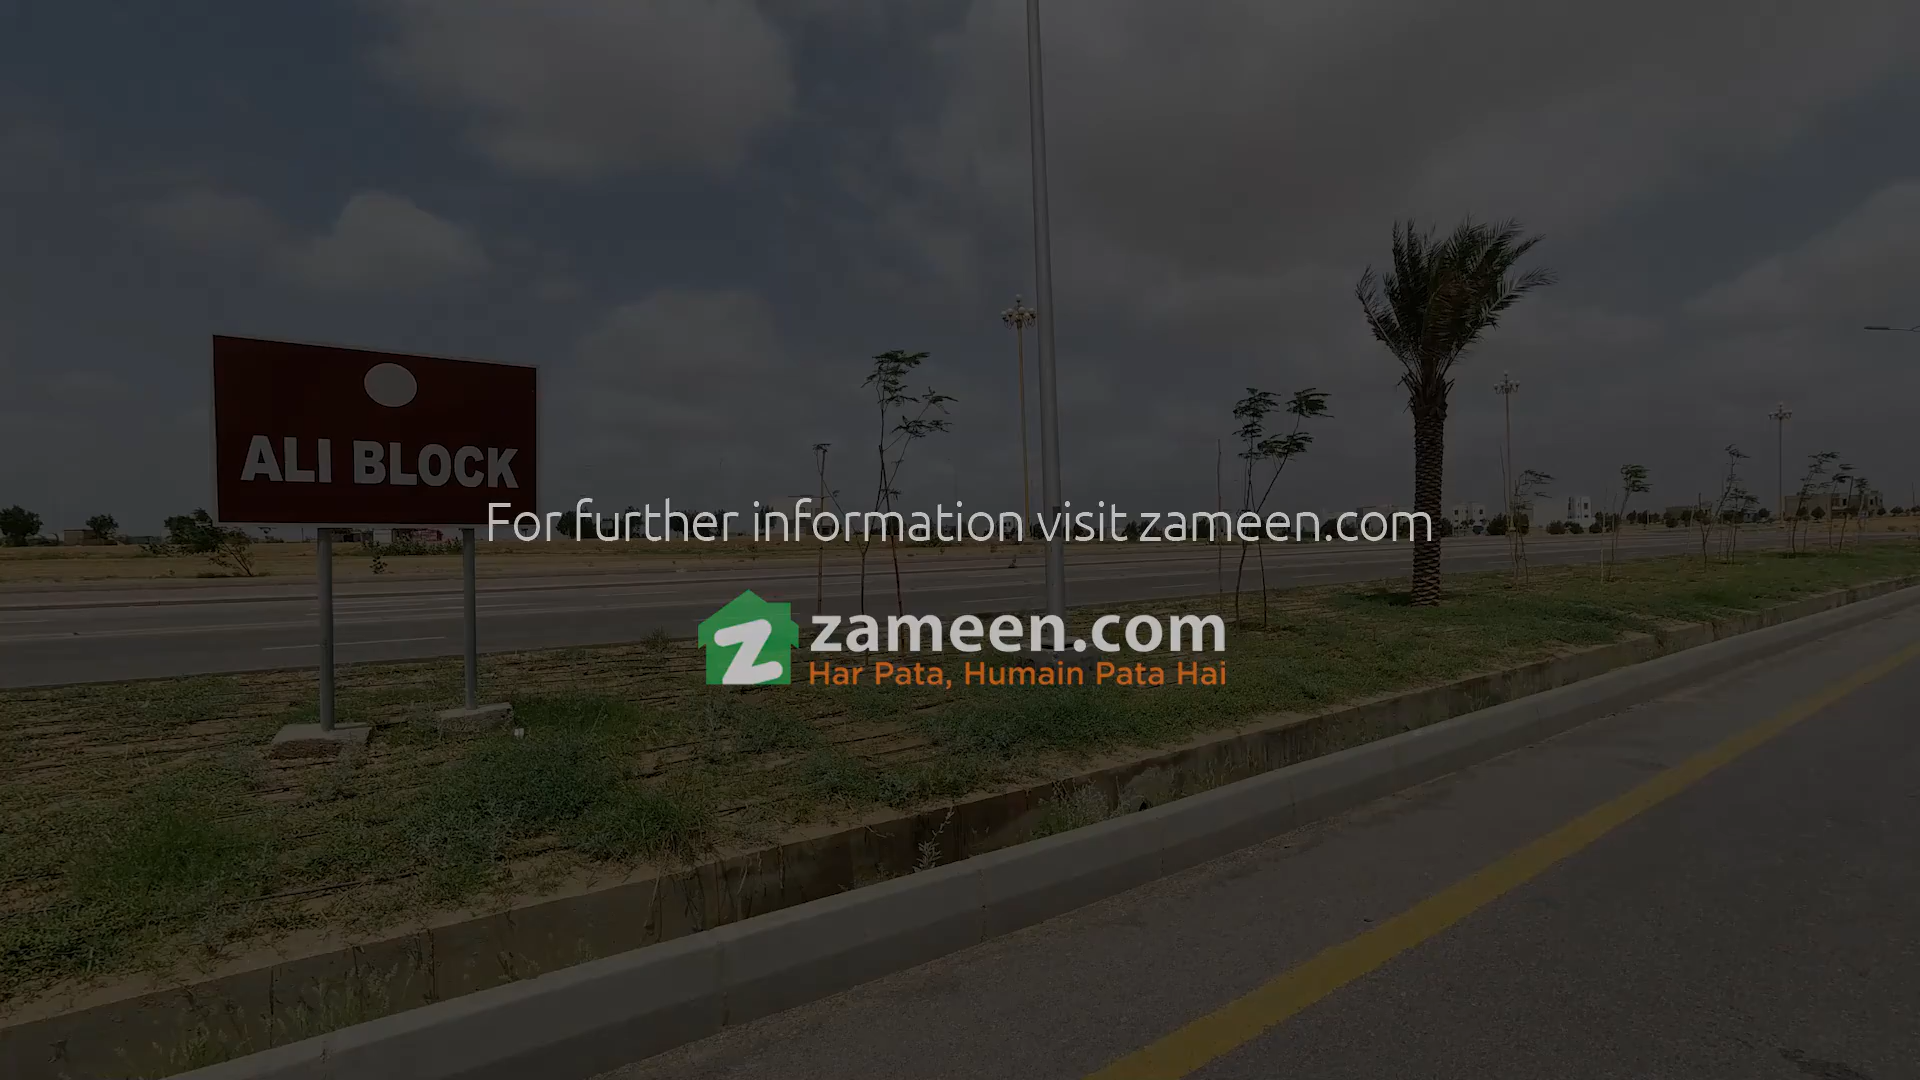 ALI BLOCK
For further information visit zameen.com
zameen.com
Har Pata, Humain Pata Hai